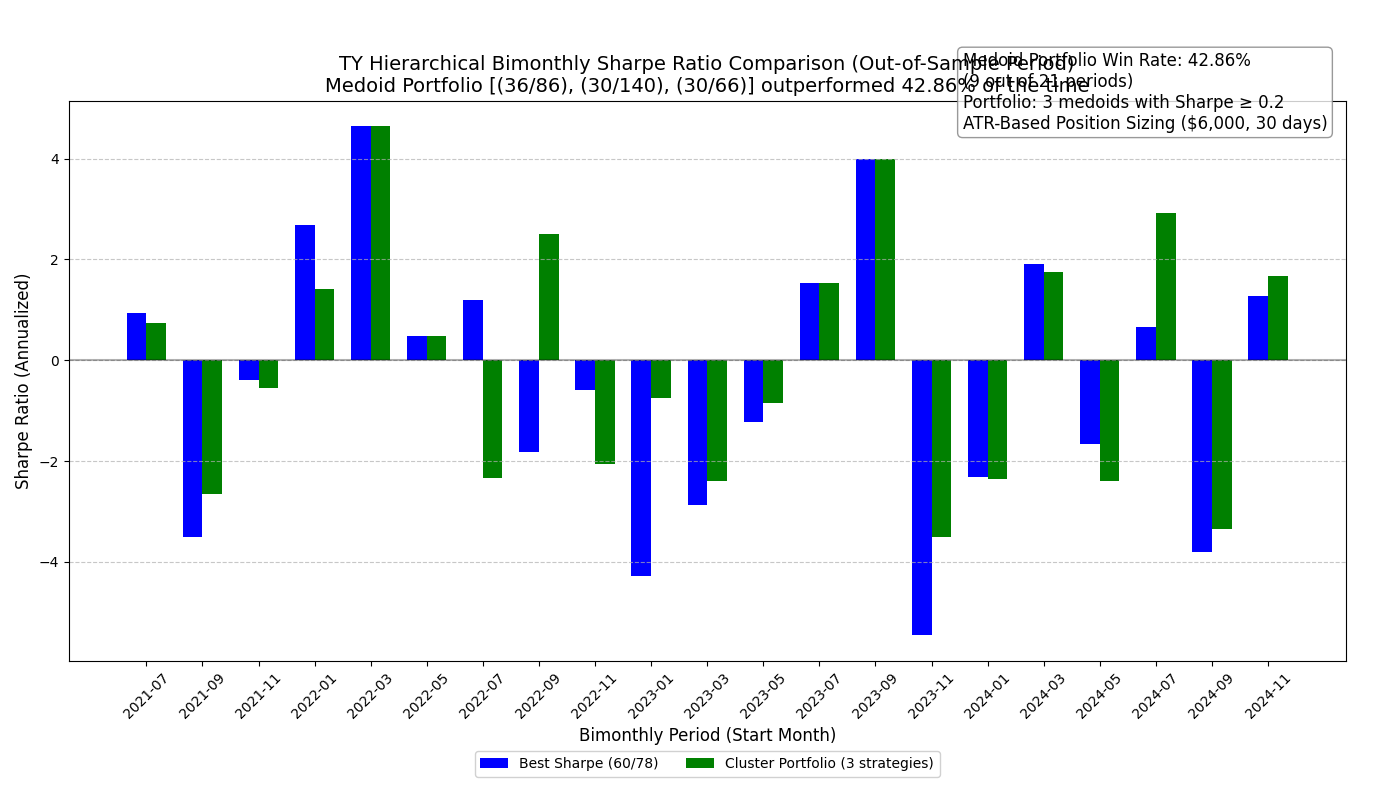 TY Hierarchical Bimonthly Sharpe Ratio Comparison (Out-of-Sample Period)
Medoid Portfolio [(36/86), (30/140), (30/66)] outperformed 42.86% of the time
Medoid Portfolio Win Rate: 42.86%
(9 out of 21 periods)
Portfolio: 3 medoids with Sharpe ≥ 0.2
ATR-Based Position Sizing ($6,000, 30 days)
Sharpe Ratio (Annualized)
4
2
0
−2
−4
2021-07
2021-09
2021-11
2022-01
2022-03
2022-05
2022-07
2022-09
2022-11
2023-01
2023-03
2023-05
2023-07
2023-09
2023-11
2024-01
2024-03
2024-05
2024-07
2024-09
2024-11
Bimonthly Period (Start Month)
Best Sharpe (60/78)
Cluster Portfolio (3 strategies)